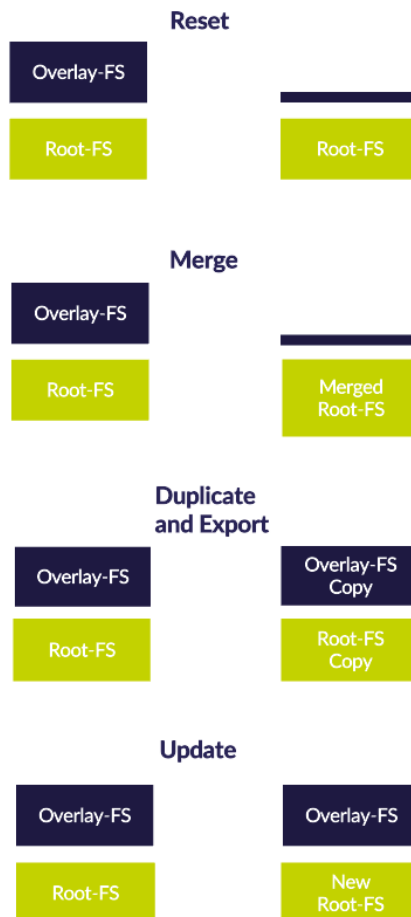 Reset
Overlay-FS
Root-FS
Root-FS
Merge
Overlay-FS
Root-FS
Merged
Root-FS
Duplicate
and Export
Overlay-FS
Overlay-FS
Copy
Root-FS
Root-FS
Copy
Update
Overlay-FS
Overlay-FS
Root-FS
New
Root-FS